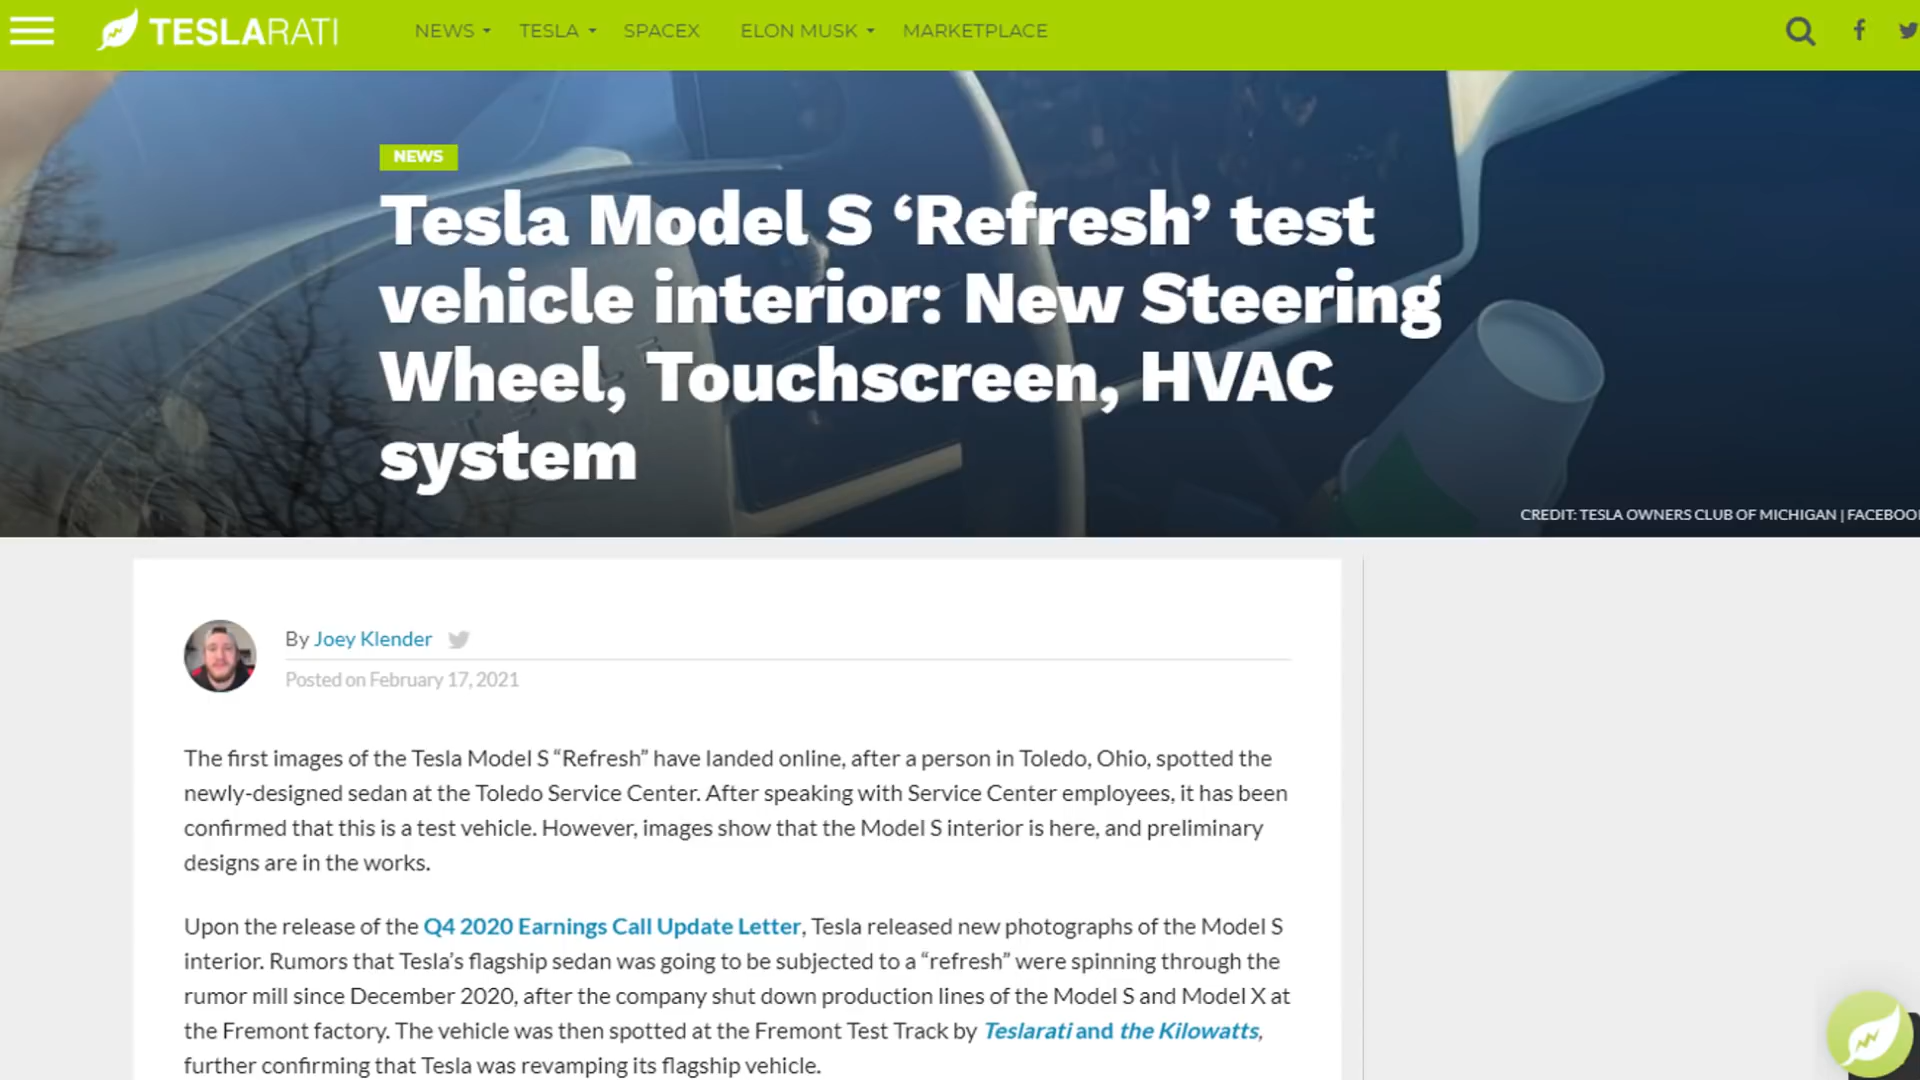 TESLARATI
NEWS TESLA SPACEX ELON MUSK MARKETPLACE
NEWS
Tesla Model S ‘Refresh’ test
vehicle interior: New Steering
Wheel, Touchscreen, HVAC
system
CREDIT: TESLA OWNERS CLUB OF MICHIGAN | FACEBOO
By Joey Klender
Posted on February 17, 2021
The first images of the Tesla Model S “Refresh” have landed online, after a person in Toledo, Ohio, spotted the
newly-designed sedan at the Toledo Service Center. After speaking with Service Center employees, it has been
confirmed that this is a test vehicle. However, images show that the Model S interior is here, and preliminary
designs are in the works.
Upon the release of the Q4 2020 Earnings Call Update Letter, Tesla released new photographs of the Model S
interior. Rumors that Tesla’s flagship sedan was going to be subjected to a “refresh” were spinning through the
rumor mill since December 2020, after the company shut down production lines of the Model S and Model X at
the Fremont factory. The vehicle was then spotted at the Fremont Test Track by Teslarati and the Kilowatts,
further confirming that Tesla was revamping its flagship vehicle.